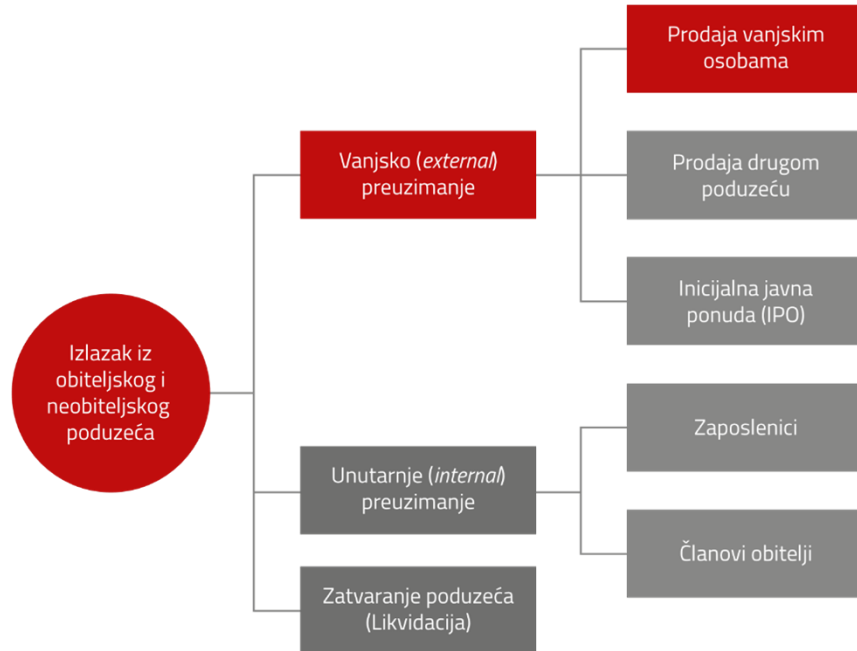 Prodaja vanjskim
osobama
Vanjsko (external)
preuzimanje
Prodaja drugom
poduzeću
Inicijalna javna
ponuda (IPO)
Izlazak iz
obiteljskog i
neobiteljskog
poduzeća
Zaposlenici
Unutarnje (internal)
preuzimanje
Članovi obitelji
Zatvaranje poduzeća
(Likvidacija)